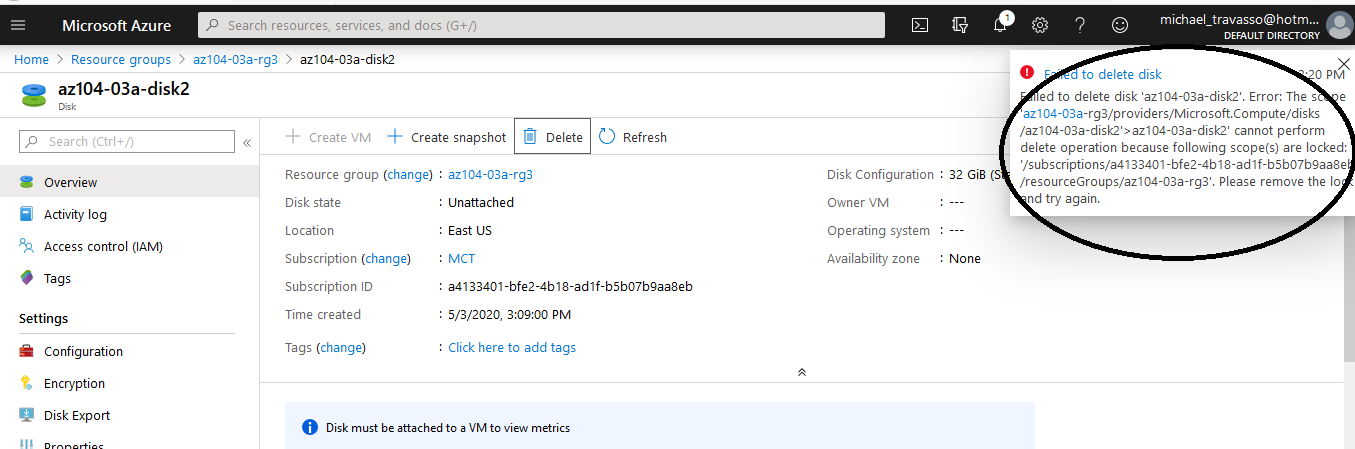 Microsoft Azure
Search resources, services, and docs (G+/)
1
michael_travasso@hotm...
DEFAULT DIRECTORY
Home > Resource groups > az104-03a-rg3 > az104-03a-disk2
az104-03a-disk2
Disk
Search (Ctrl+/)
Overview
Activity log
Access control (IAM)
Tags
Settings
Configuration
Encryption
Disk Export
Properties
Create VM Create snapshot Delete Refresh
Resource group (change) : az104-03a-rg3
Disk state : Unattached
Location : East US
Subscription (change) : MCT
Subscription ID : a4133401-bfe2-4b18-ad1f-b5b07b9aa8eb
Time created : 5/3/2020, 3:09:00 PM
Tags (change) : Click here to add tags
Disk Configuration : 32 GiB
Owner VM : ---
Operating system : ---
Availability zone : None
Disk must be attached to a VM to view metrics
Failed to delete disk :20 PM
Failed to delete disk 'az104-03a-disk2'. Error: The scope
'az104-03a-rg3/providers/Microsoft.Compute/disks
/az104-03a-disk2'>az104-03a-disk2' cannot perform
delete operation because following scope(s) are locked:
'/subscriptions/a4133401-bfe2-4b18-ad1f-b5b07b9aa8eb
/resourceGroups/az104-03a-rg3'. Please remove the lock
and try again.